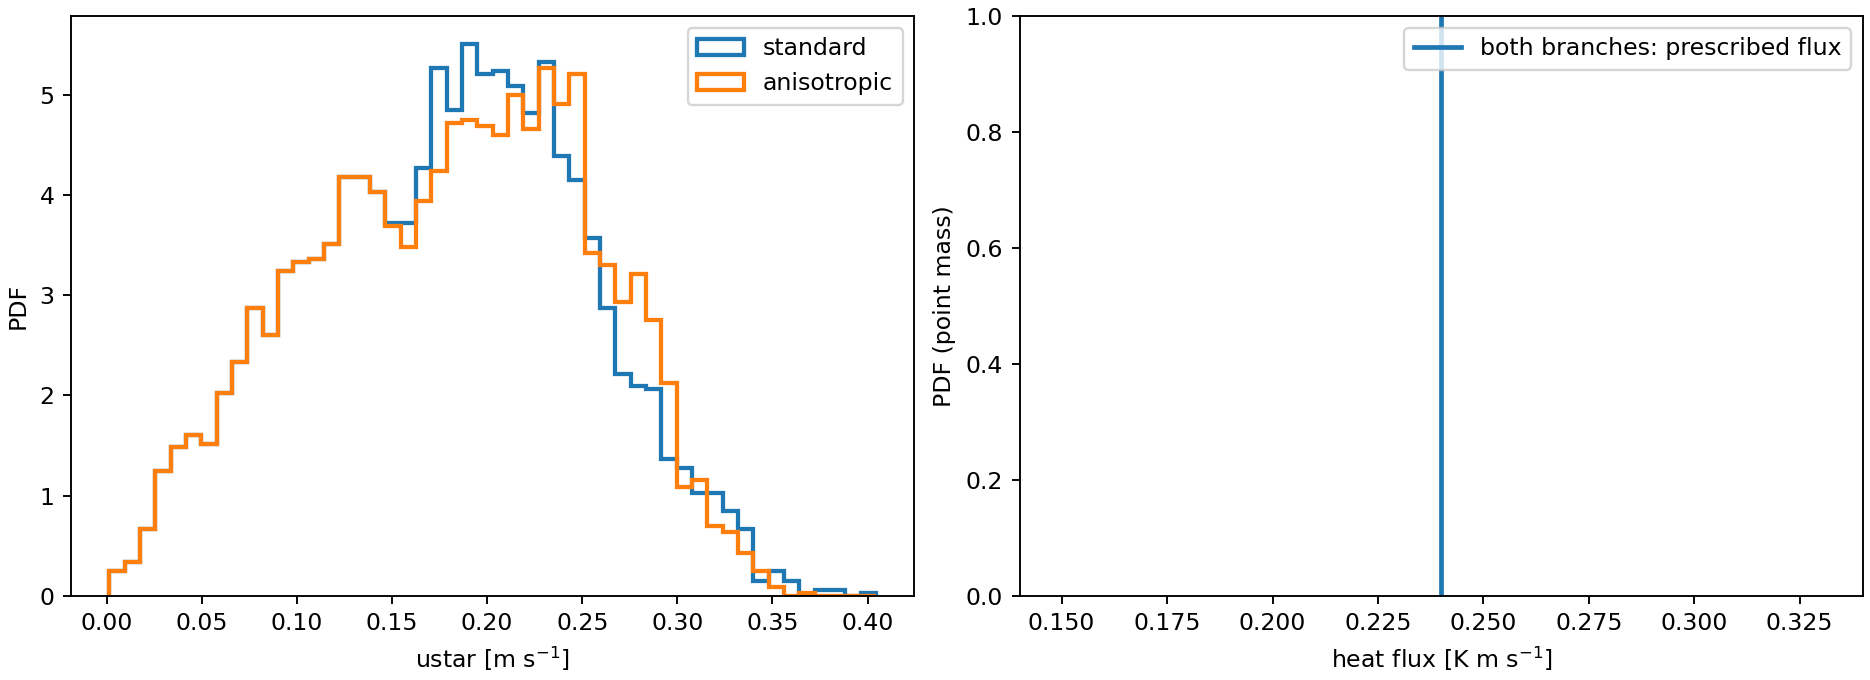 standard
anisotropic
PDF
5
4
3
2
1
0
0.00 0.05 0.10 0.15 0.20 0.25 0.30 0.35 0.40
ustar [m s⁻¹]
both branches: prescribed flux
PDF (point mass)
1.0
0.8
0.6
0.4
0.2
0.0
0.150 0.175 0.200 0.225 0.250 0.275 0.300 0.325
heat flux [K m s⁻¹]